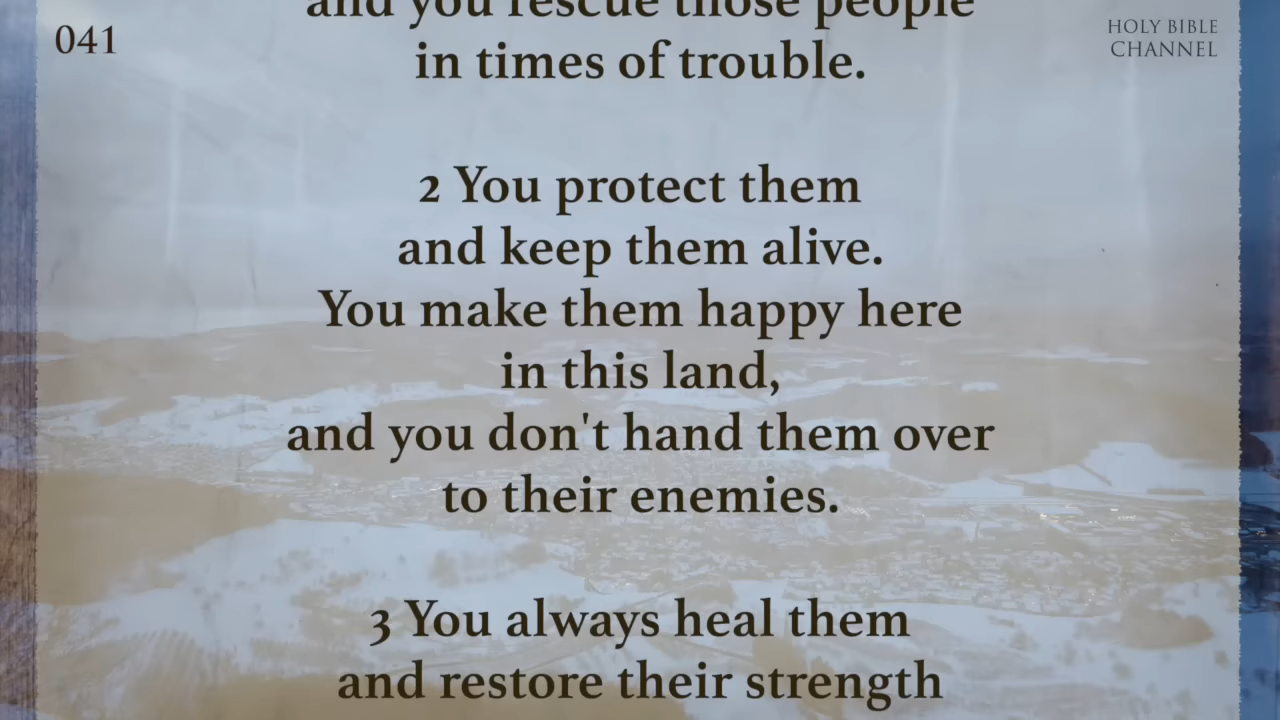 041
HOLY BIBLE
CHANNEL
and you rescue those people
in times of trouble.
2 You protect them
and keep them alive.
You make them happy here
in this land,
and you don't hand them over
to their enemies.
3 You always heal them
and restore their strength